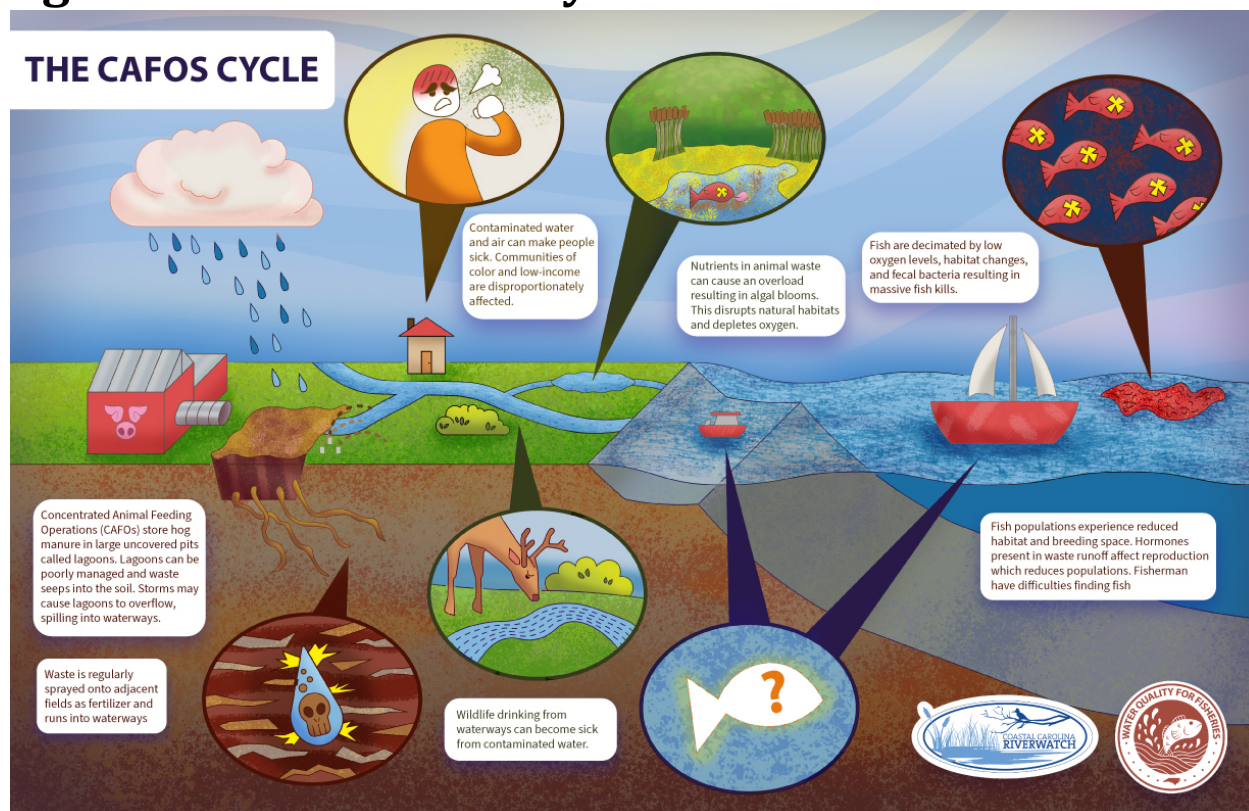 THE CAFOS CYCLE
Contaminated water
and air can make people
sick. Communities of
color and low-income
are disproportionately
affected.
Nutrients in animal waste
can cause an overload
resulting in algal blooms.
This disrupts natural habitats
and depletes oxygen.
Fish are decimated by low
oxygen levels, habitat changes,
and fecal bacteria resulting in
massive fish kills.
Concentrated Animal Feeding
Operations (CAFOs) store hog
manure in large uncovered pits
called lagoons. Lagoons can be
poorly managed and waste
seeps into the soil. Storms may
cause lagoons to overflow,
spilling into waterways.
Waste is regularly
sprayed onto adjacent
fields as fertilizer and
runs into waterways
Wildlife drinking from
waterways can become sick
from contaminated water.
?
Fish populations experience reduced
habitat and breeding space. Hormones
present in waste runoff affect reproduction
which reduces populations. Fisherman
have difficulties finding fish
COASTAL CAROLINA
RIVERWATCH
WATER QUALITY FOR FISHERIES